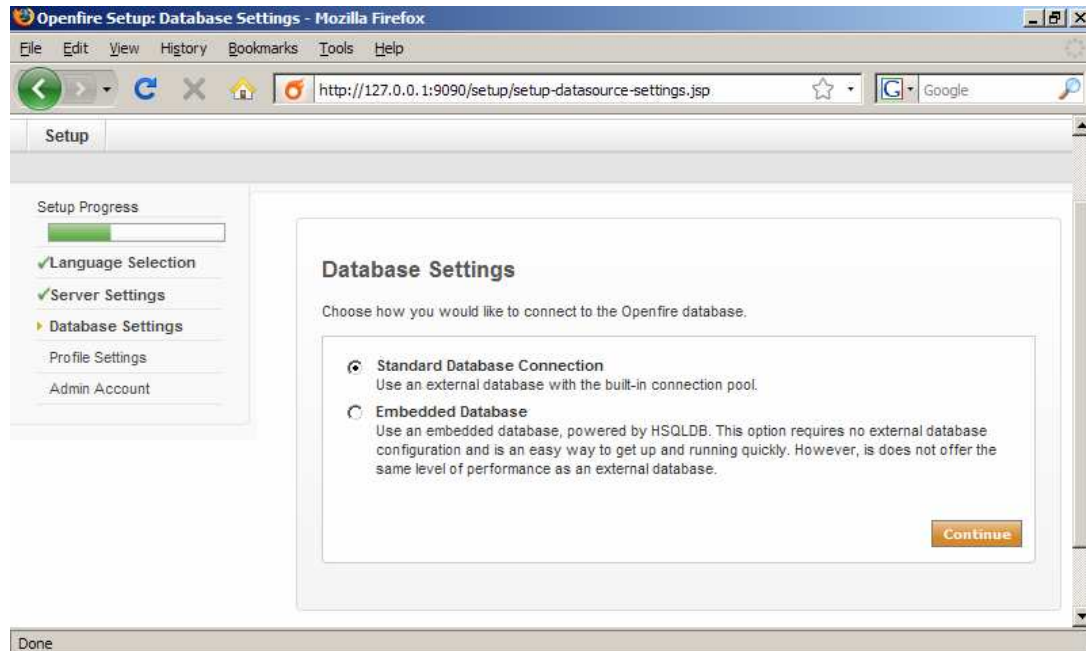 Openfire Setup: Database Settings - Mozilla Firefox
File Edit View History Bookmarks Tools Help
http://127.0.0.1:9090/setup/setup-datasource-settings.jsp
G Google
Setup
Setup Progress
Language Selection
Server Settings
Database Settings
Profile Settings
Admin Account
Database Settings
Choose how you would like to connect to the Openfire database.
Standard Database Connection
Use an external database with the built-in connection pool.
Embedded Database
Use an embedded database, powered by HSQLDB. This option requires no external database
configuration and is an easy way to get up and running quickly. However, is does not offer the
same level of performance as an external database.
Continue
Done